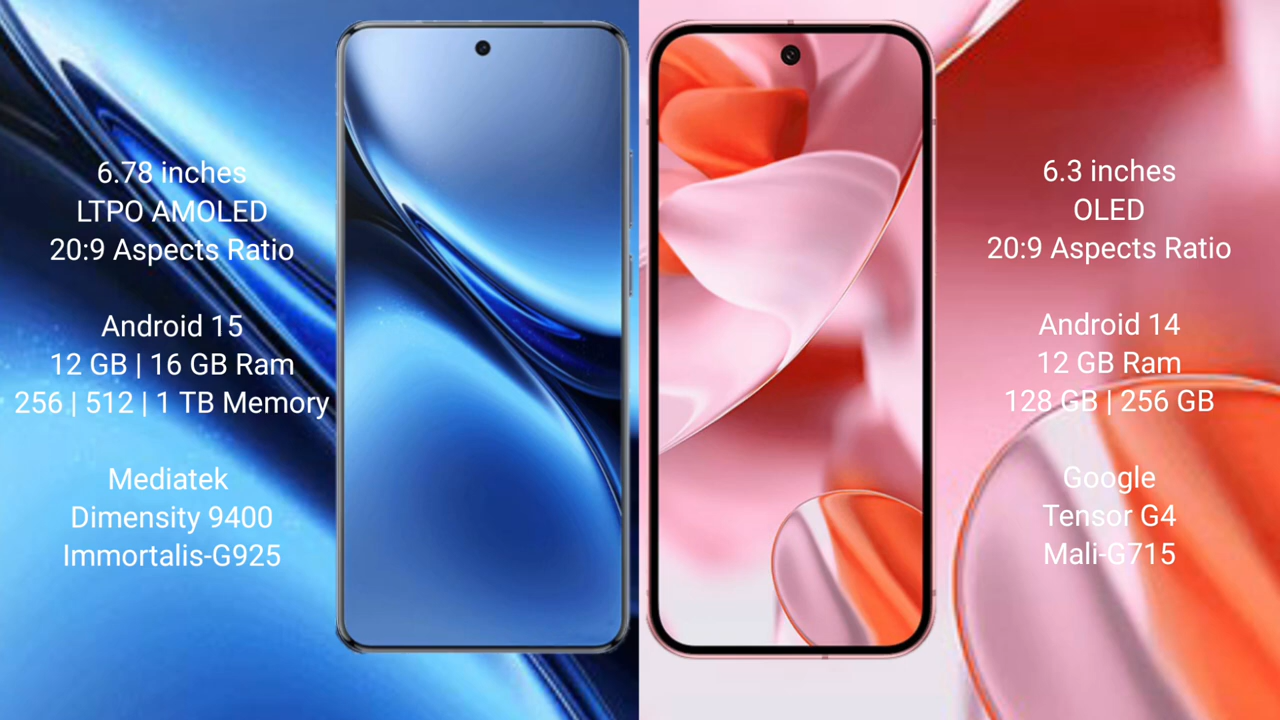 6.78 inches
LTPO AMOLED
20:9 Aspects Ratio
Android 15
12 GB | 16 GB Ram
256 | 512 | 1 TB Memory
Mediatek
Dimensity 9400
Immortalis-G925
6.3 inches
OLED
20:9 Aspects Ratio
Android 14
12 GB Ram
128 GB | 256 GB
Google
Tensor G4
Mali-G715